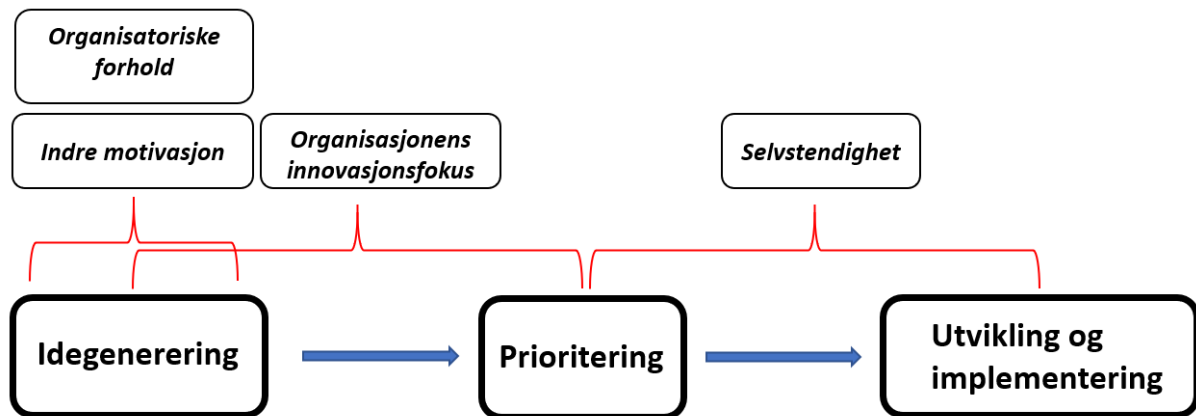 Organisatoriske
forhold
Indre motivasjon
Organisasjonens
innovasjonsfokus
Selvstendighet
Idegenerering
Prioritering
Utvikling og
implementering